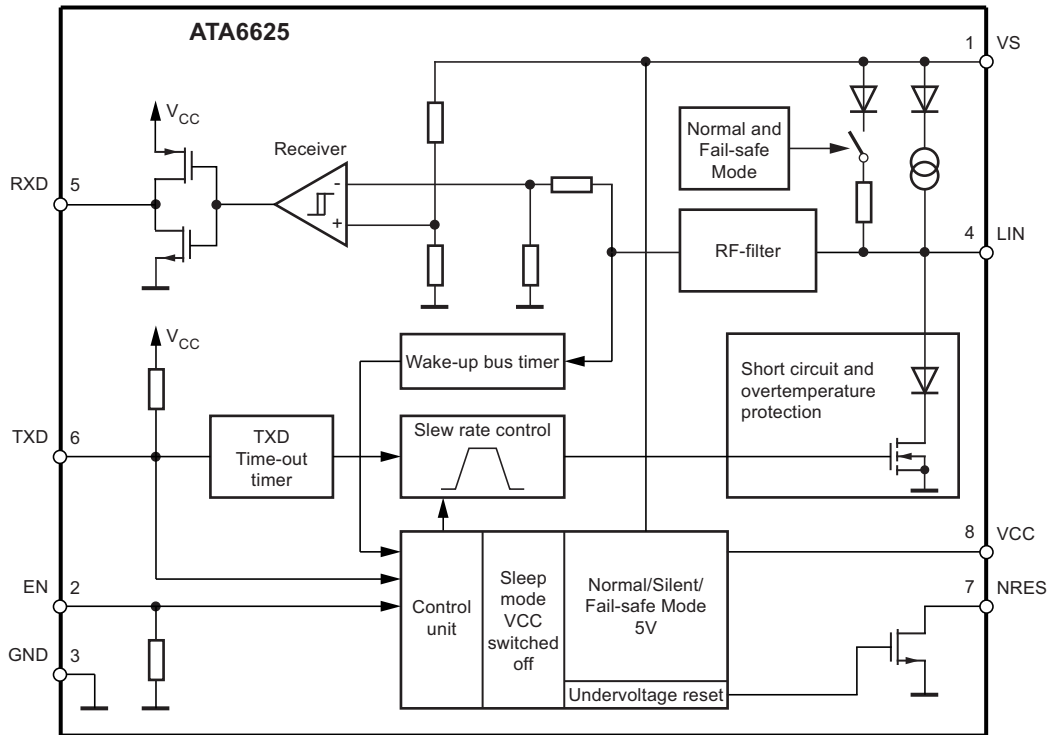 ATA6625
1 VS
VCC
Receiver
Normal and
Fail-safe
Mode
RXD 5
-
+
RF-filter
4 LIN
VCC
Wake-up bus timer
Short circuit and
overtemperature
protection
TXD 6
TXD
Time-out
timer
Slew rate control
8 VCC
EN 2
Control
unit
Sleep
mode
VCC
switched
off
Normal/Silent/
Fail-safe Mode
5V
7 NRES
GND 3
Undervoltage reset